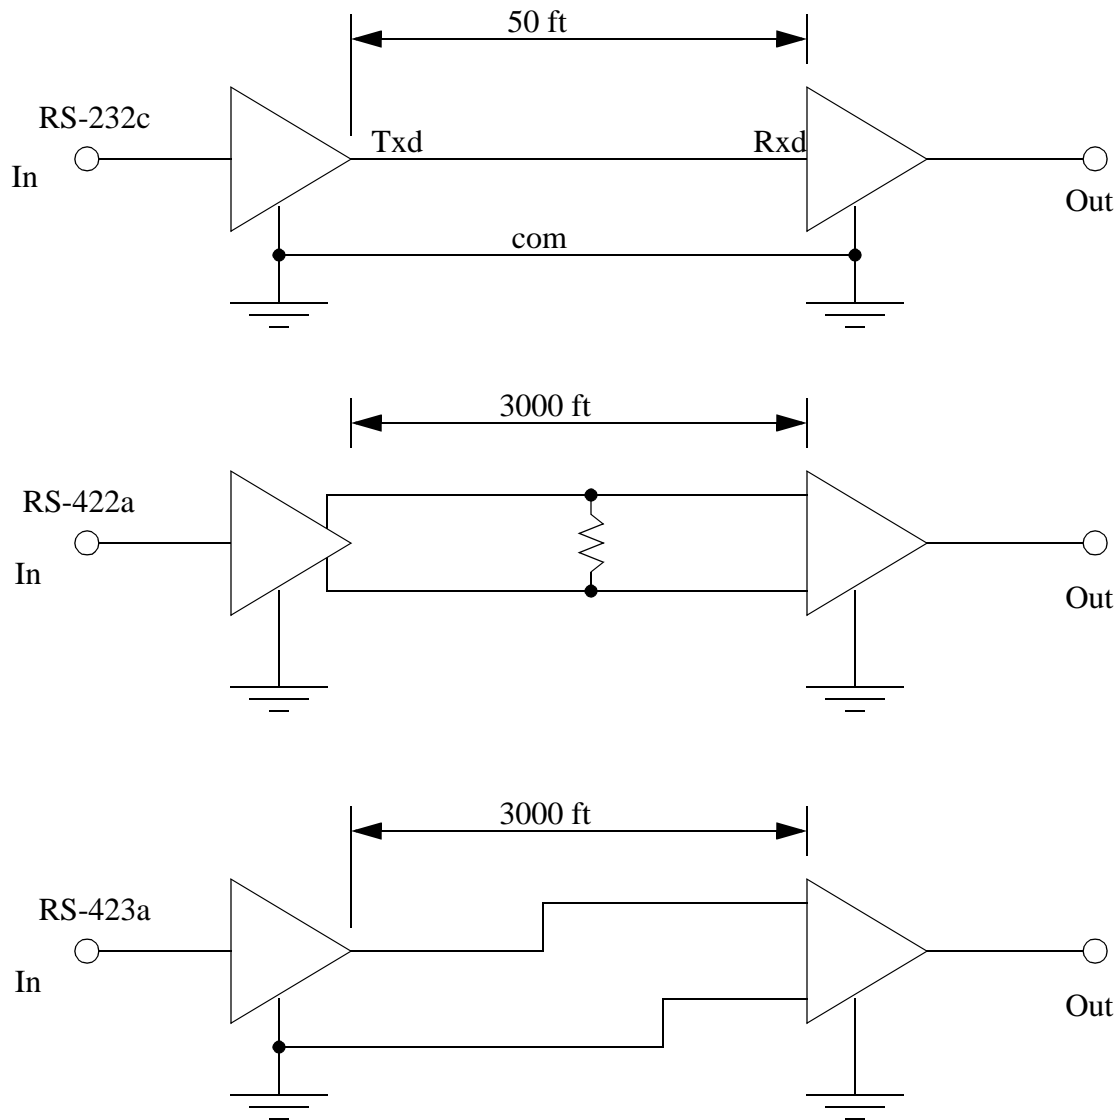 50 ft
RS-232c
Txd
Rxd
In
Out
com
3000 ft
RS-422a
In
Out
3000 ft
RS-423a
In
Out